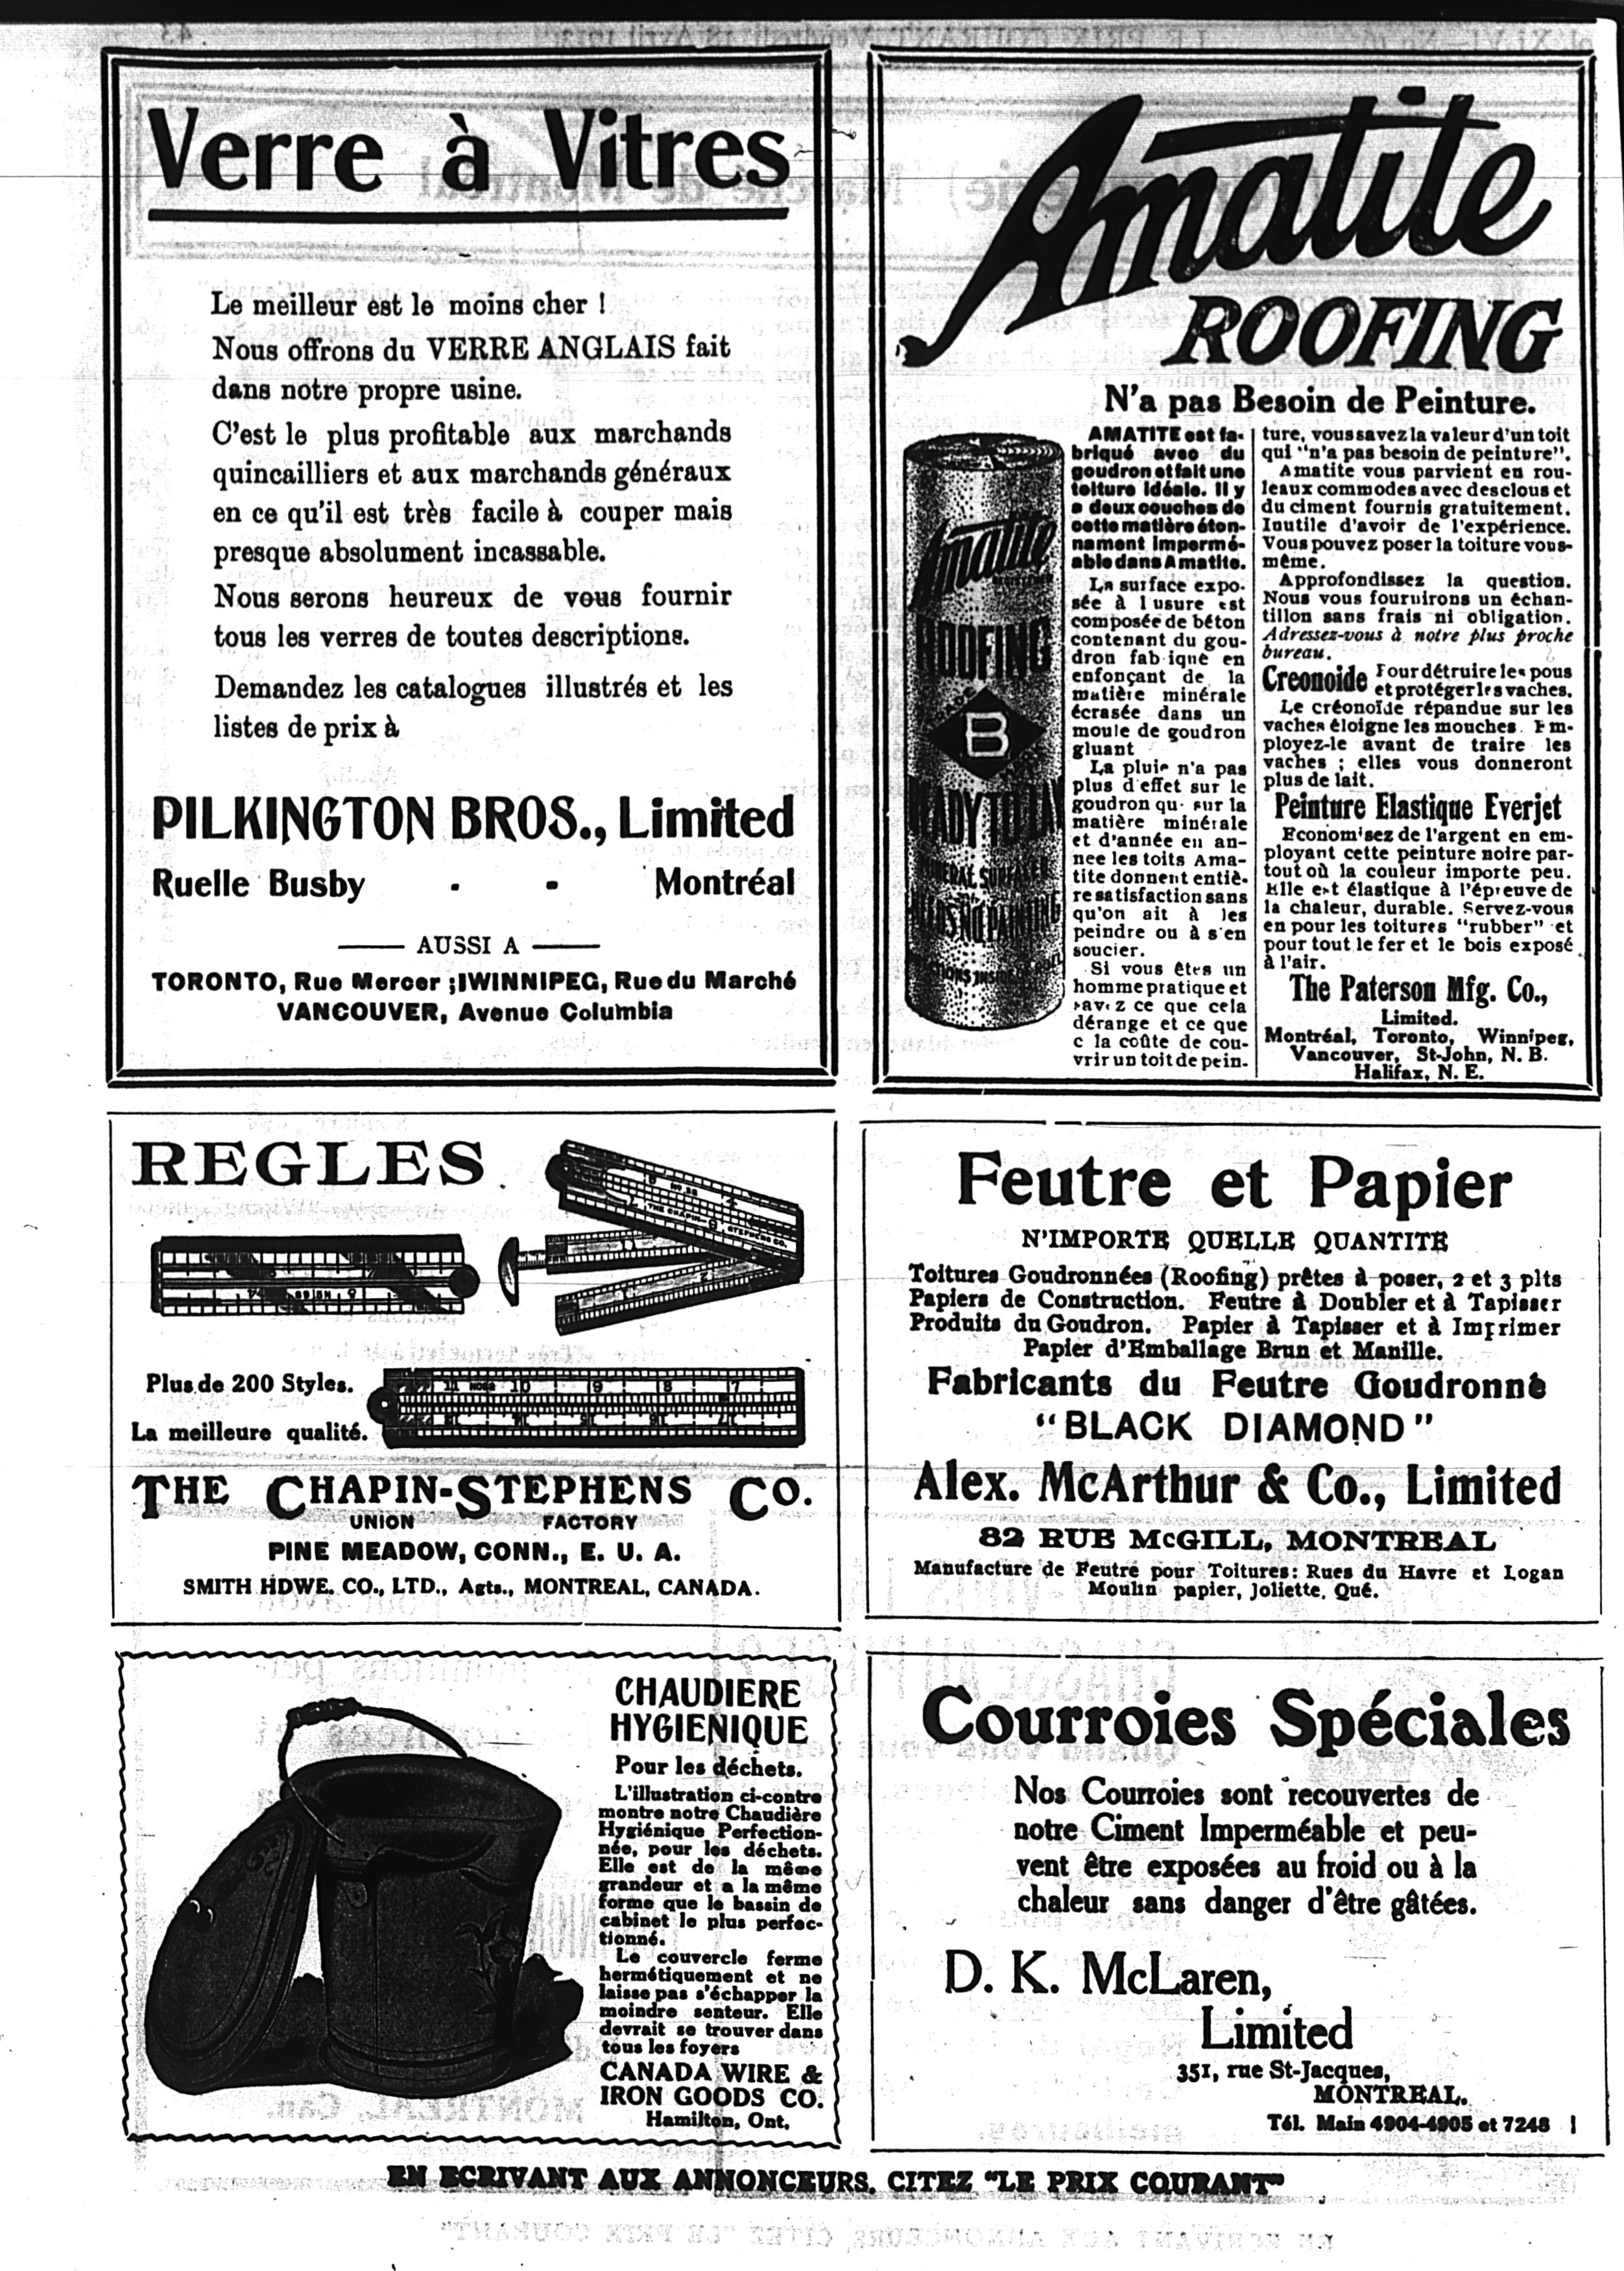 Verre à Vitres
Le meilleur est le moins cher !
Nous offrons du VERRE ANGLAIS fait
dans notre propre usine.
C'est le plus profitable aux marchands
quincailliers et aux marchands généraux
en ce qu'il est très facile à couper mais
presque absolument incassable.
Nous serons heureux de vous fournir
tous les verres de toutes descriptions.
Demandez les catalogues illustrés et les
listes de prix à
PILKINGTON BROS., Limited
Ruelle Busby - - Montréal
AUSSI A
TORONTO, Rue Mercer ;IWINNIPEG, Rue du Marché
VANCOUVER, Avenue Columbia
Amatite
ROOFING
N'a pas Besoin de Peinture.
Amatite
ROOFING
B
READY TO LAY
MINERAL SURFACED
NEEDS NO PAINTING
AMATITE est fa-
briqué avec du
goudron et fait une
toiture idéale. Il y
a deux couches de
cette matière éton-
nament imperné-
able dans Amatite.
La surface expo-
sée à l usure est
composée de béton
contenant du gou-
dron fab ique en
enfonçant de la
matière minérale
écrasée dans un
moule de goudron
gluant
La pluie n'a pas
plus d'effet sur le
goudron qu sur la
matière minérale
et d'année en an-
nee les toits Ama-
tite donnent entiè-
re satisfaction sans
qu'on ait à les
peindre ou à s'en
soucier.
Si vous êtes un
homme pratique et
sav z ce que cela
dérange et ce que
c la coûte de cou-
vrir un toit de pein-
ture, vous savez la valeur d'un toit
qui "n'a pas besoin de peinture".
Amatite vous parvient en rou-
leaux commodes avec des clous et
du ciment fournis gratuitement.
Inutile d'avoir de l'expérience.
Vous pouvez poser la toiture vous-
même.
Approfondissez la question.
Nous vous fournirons un échan-
tillon sans frais ni obligation.
Adressez-vous à notre plus proche
bureau.
Creonoide Pour détruire les pous
et protéger les vaches.
Le créonoïde répandue sur les
vaches éloigne les mouches. Em-
ployez-le avant de traire les
vaches ; elles vous donneront
plus de lait.
Peinture Elastique Everjet
Economisez de l'argent en em-
ployant cette peinture noire par-
tout où la couleur importe peu.
Elle est élastique à l'épreuve de
la chaleur, durable. Servez-vous
en pour les toitures "rubber" et
pour tout le fer et le bois exposé
à l'air.
The Paterson Mfg. Co.,
Limited.
Montréal, Toronto, Winnipeg,
Vancouver, St-John, N. B.
Halifax, N. E.
REGLES
THE CHAPIN-STEPHENS CO.
Plus de 200 Styles.
La meilleure qualité.
THE CHAPIN-STEPHENS CO.
UNION FACTORY
PINE MEADOW, CONN., E. U. A.
SMITH HDWE. CO., LTD., Agts., MONTREAL, CANADA.
Feutre et Papier
N'IMPORTE QUELLE QUANTITE
Toitures Goudronnées (Roofing) prêtes à poser, 2 et 3 plts
Papiers de Construction. Feutre à Doubler et à Tapisser
Produits du Goudron. Papier à Tapisser et à Imprimer
Papier d'Emballage Brun et Manille.
Fabricants du Feutre Goudronnè
"BLACK DIAMOND"
Alex. McArthur & Co., Limited
82 RUE McGILL, MONTREAL
Manufacture de Feutre pour Toitures: Rues du Havre et Logan
Moulin papier, Joliette, Qué.
CHAUDIERE
HYGIENIQUE
Pour les déchets.
L'illustration ci-contre
montre notre Chaudière
Hygiénique Perfection-
née, pour les déchets.
Elle est de la même
grandeur et a la même
forme que le bassin de
cabinet le plus perfec-
tionné.
Le couvercle ferme
hermétiquement et ne
laisse pas s'échapper la
moindre senteur. Elle
devrait se trouver dans
tous les foyers
CANADA WIRE &
IRON GOODS CO.
Hamilton, Ont.
Courroies Spéciales
Nos Courroies sont recouvertes de
notre Ciment Imperméable et peu-
vent être exposées au froid ou à la
chaleur sans danger d'être gâtées.
D. K. McLaren,
Limited
351, rue St-Jacques,
MONTREAL.
Tél. Main 4904-4905 et 7248
EN ECRIVANT AUX ANNONCEURS, CITEZ "LE PRIX COURANT"